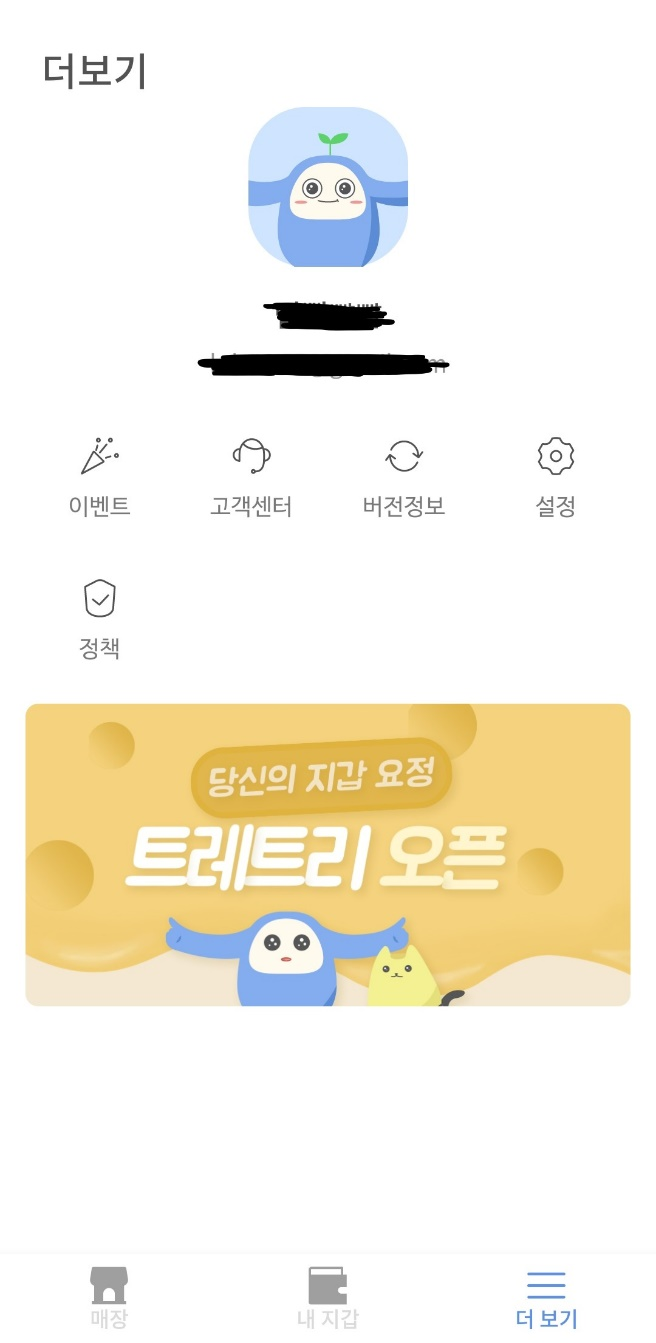 더보기
이벤트 고객센터 버전정보 설정
정책
당신의 지갑 요정
트레트리 오픈
매장 내 지갑 더 보기